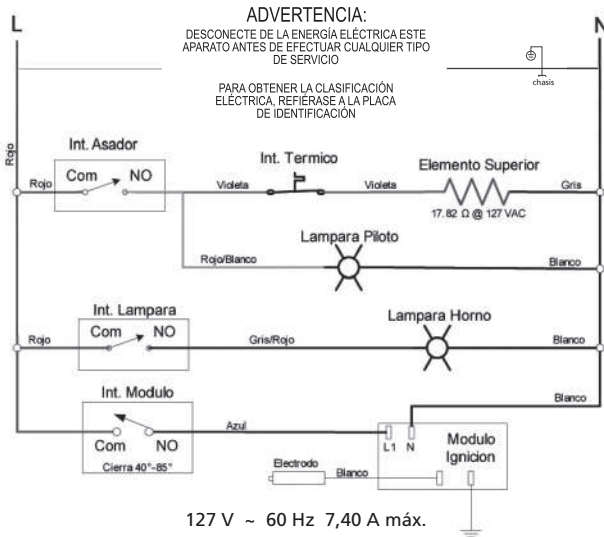 L
ADVERTENCIA:
N
DESCONECTE DE LA ENERGÍA ELÉCTRICA ESTE
APARATO ANTES DE EFECTUAR CUALQUIER TIPO
DE SERVICIO
chasis
PARA OBTENER LA CLASIFICACIÓN
ELÉCTRICA, REFIÉRASE A LA PLACA
DE IDENTIFICACIÓN
Rojo
Int. Asador
Com NO
Rojo
Violeta
Int. Termico
Violeta
Elemento Superior
17.82 Ω @ 127 VAC
Gris
Lampara Piloto
Rojo/Blanco
Blanco
Int. Lampara
Com NO
Rojo
Gris/Rojo
Lampara Horno
Blanco
Int. Modulo
Com NO
Cierra 40°-85°
Azul
Blanco
L1 N
Modulo
Ignicion
Electrodo
Blanco
127 V ~ 60 Hz 7,40 A máx.